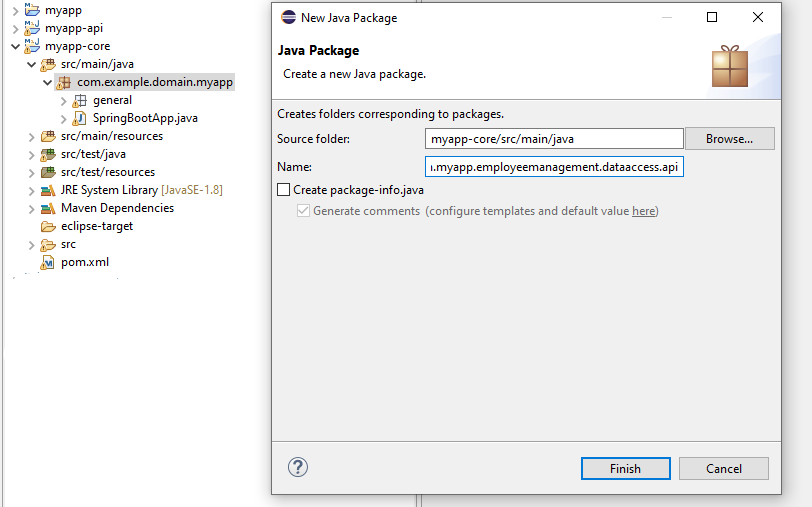 myapp
myapp-api
myapp-core
src/main/java
com.example.domain.myapp
general
SpringBootApp.java
src/main/resources
src/test/java
src/test/resources
JRE System Library [JavaSE-1.8]
Maven Dependencies
eclipse-target
src
pom.xml
New Java Package
Java Package
Create a new Java package.
Creates folders corresponding to packages.
Source folder: myapp-core/src/main/java Browse...
Name: .myapp.employeemanagement.dataaccess.api
Create package-info.java
Generate comments (configure templates and default value here)
? Finish Cancel